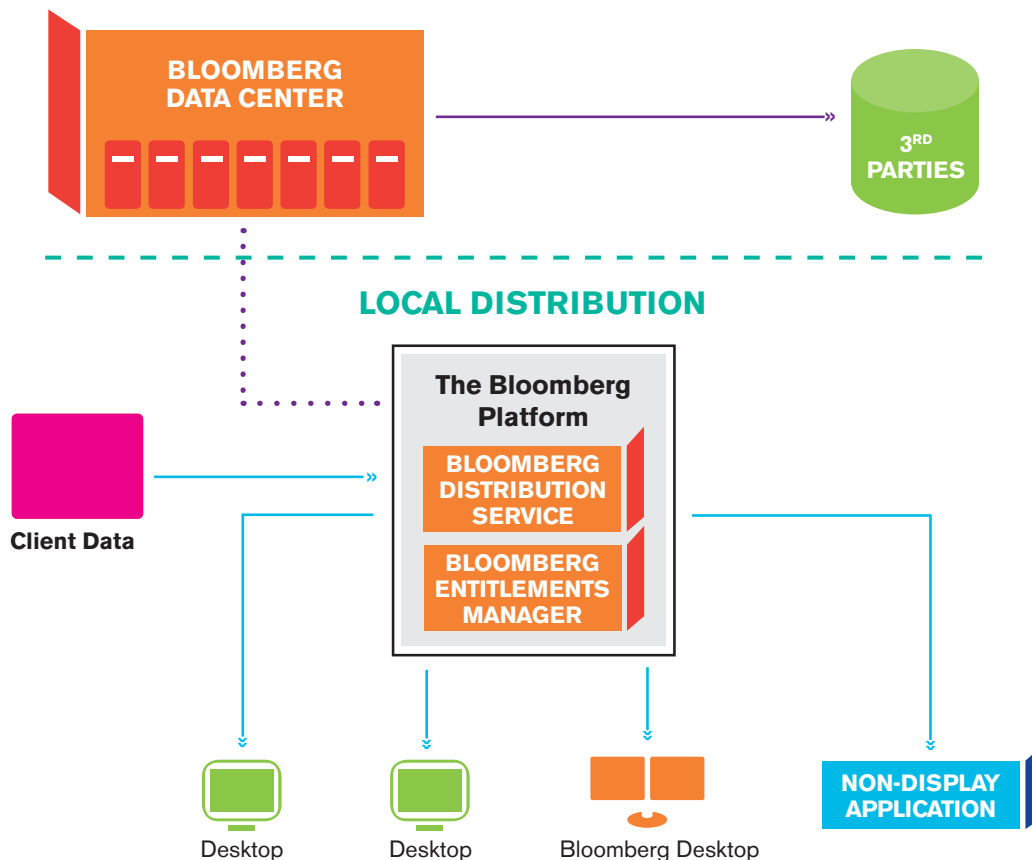 BLOOMBERG
DATA CENTER
3RD
PARTIES
LOCAL DISTRIBUTION
The Bloomberg
Platform
BLOOMBERG
DISTRIBUTION
SERVICE
BLOOMBERG
ENTITLEMENTS
MANAGER
Client Data
NON-DISPLAY
APPLICATION
Desktop
Desktop
Bloomberg Desktop